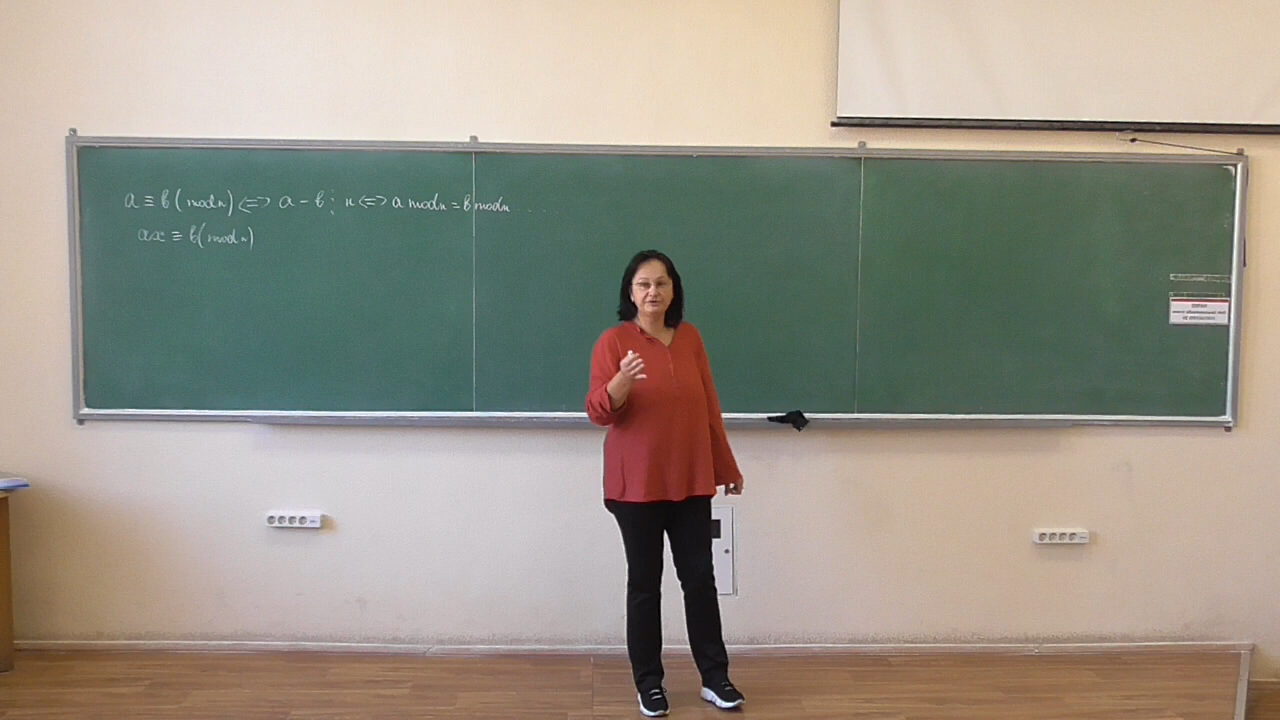 a ≡ b (mod n) <=> a - b ⋮ n <=> a mod n = b mod n ....
ax ≡ b (mod n)